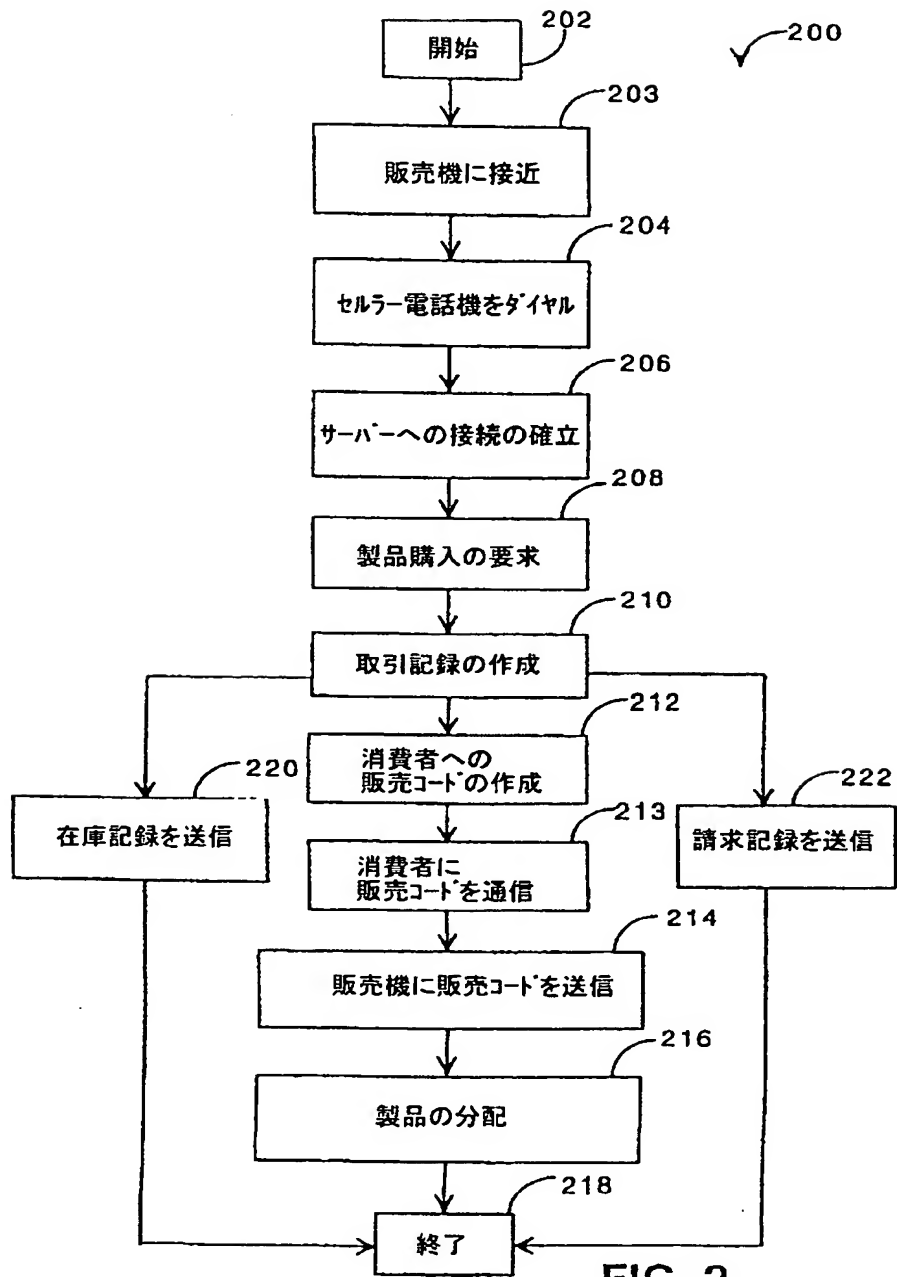 202
開始
200
203
販売機に接近
204
セルラー電話機をダイヤル
206
サーバーへの接続の確立
208
製品購入の要求
210
取引記録の作成
212
消費者への
販売コードの作成
220
在庫記録を送信
222
請求記録を送信
213
消費者に
販売コードを通信
214
販売機に販売コードを送信
216
製品の分配
218
終了
FIG. 2